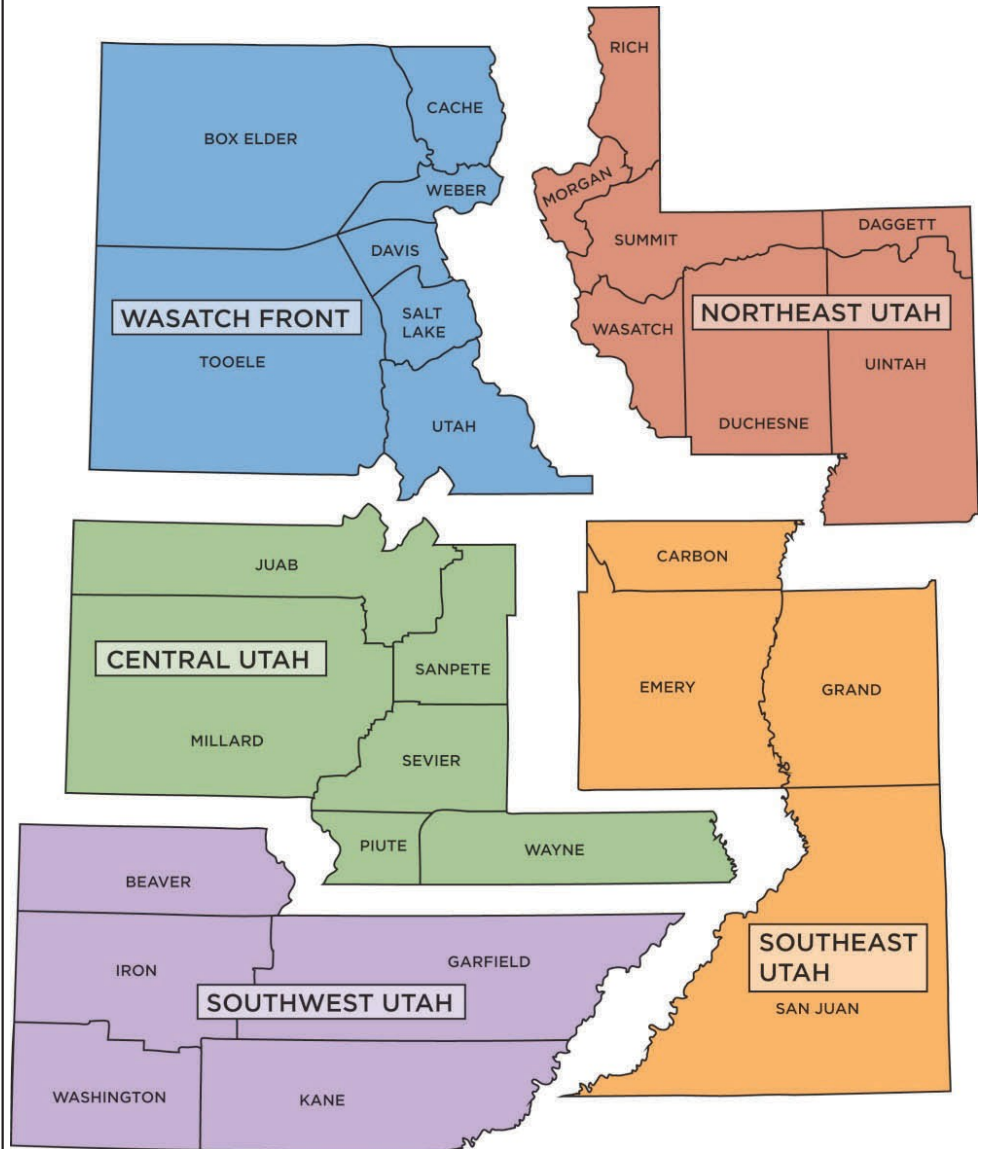 RICH
CACHE
BOX ELDER
WEBER
MORGAN
DAVIS
SUMMIT
DAGGETT
WASATCH FRONT
SALT
LAKE
TOOELE
UTAH
WASATCH
NORTHEAST UTAH
UINTAH
DUCHESNE
JUAB
CENTRAL UTAH
SANPETE
MILLARD
SEVIER
PIUTE
WAYNE
CARBON
EMERY
GRAND
BEAVER
IRON
GARFIELD
SOUTHWEST UTAH
WASHINGTON
KANE
SOUTHEAST
UTAH
SAN JUAN